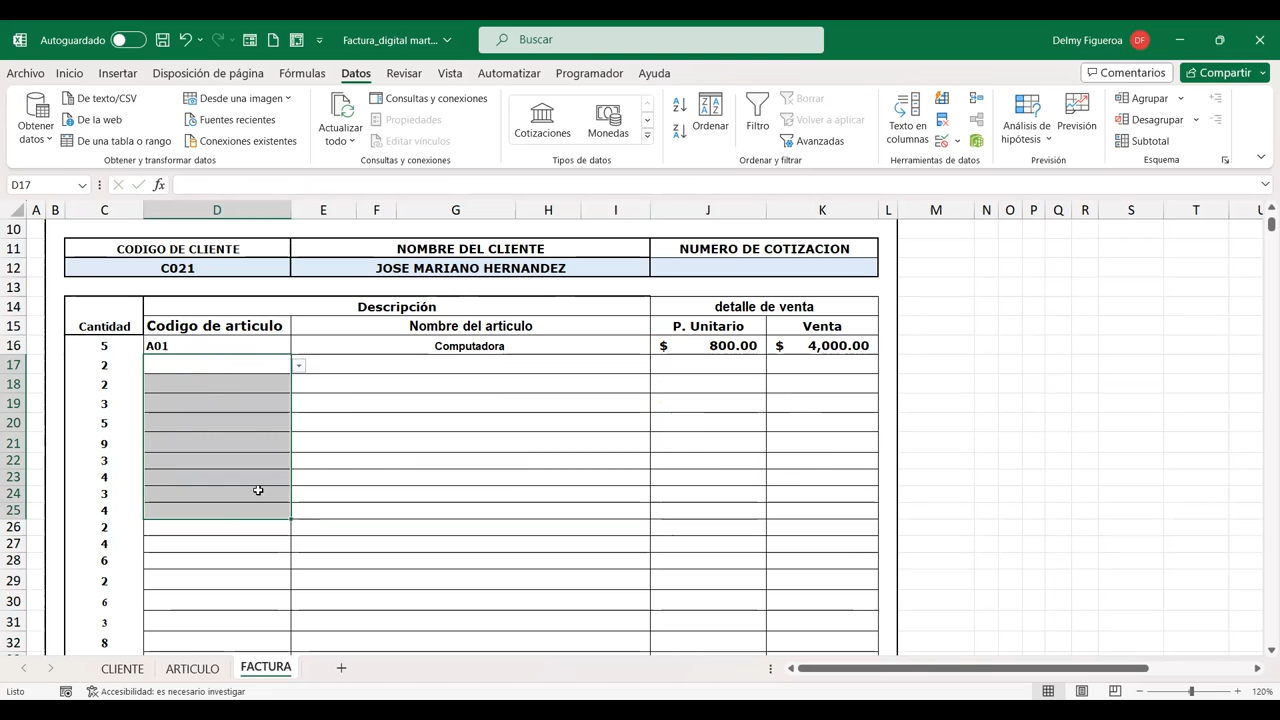 Autoguardado
Factura_digital mart...
Buscar
Delmy Figueroa
DF
Archivo Inicio Insertar Disposición de página Fórmulas Datos Revisar Vista Automatizar Programador Ayuda
Comentarios
Compartir
Obtener datos
De texto/CSV
De la web
De una tabla o rango
Desde una imagen
Fuentes recientes
Conexiones existentes
Obtener y transformar datos
Actualizar todo
Consultas y conexiones
Propiedades
Editar vínculos
Consultas y conexiones
Cotizaciones
Monedas
Tipos de datos
Ordenar
Filtro
Borrar
Volver a aplicar
Avanzadas
Ordenar y filtrar
Texto en columnas
Herramientas de datos
Análisis de hipótesis
Previsión
Previsión
Agrupar
Desagrupar
Subtotal
Esquema
D17
fx
A B C D E F G H I J K L M N O P Q R S T U
10
11 CODIGO DE CLIENTE NOMBRE DEL CLIENTE NUMERO DE COTIZACION
12 C021 JOSE MARIANO HERNANDEZ
13
14 Descripción detalle de venta
15 Cantidad Codigo de articulo Nombre del articulo P. Unitario Venta
16 5 A01 Computadora $ 800.00 $ 4,000.00
17 2
18 2
19 3
20 5
21 9
22 3
23 4
24 3
25 4
26 2
27 4
28 6
29 2
30 6
31 3
32 8
CLIENTE ARTICULO FACTURA
Listo
Accesibilidad: es necesario investigar
120%